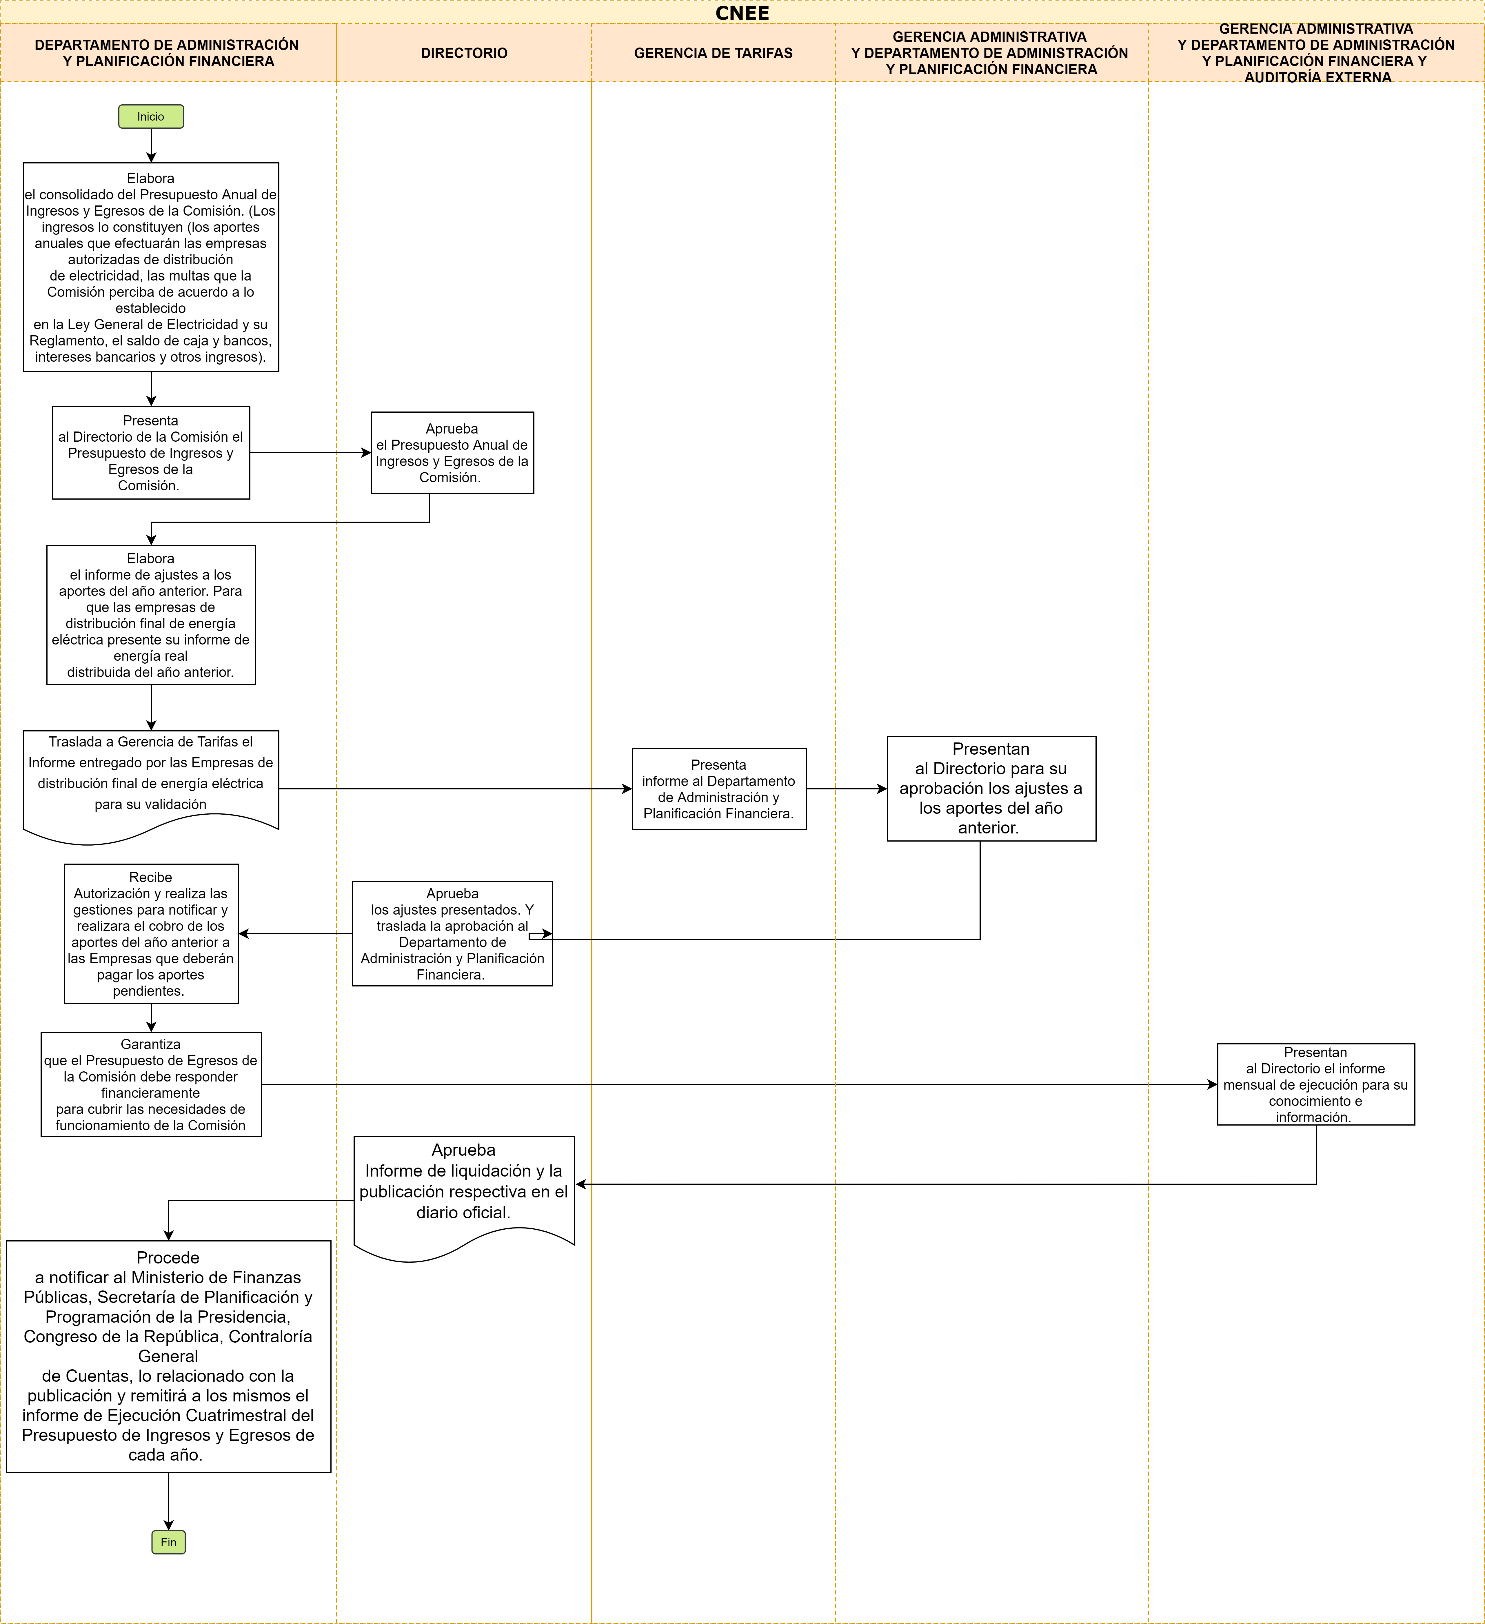 CNEE
DEPARTAMENTO DE ADMINISTRACIÓN
Y PLANIFICACIÓN FINANCIERA
DIRECTORIO
GERENCIA DE TARIFAS
GERENCIA ADMINISTRATIVA
Y DEPARTAMENTO DE ADMINISTRACIÓN
Y PLANIFICACIÓN FINANCIERA
GERENCIA ADMINISTRATIVA
Y DEPARTAMENTO DE ADMINISTRACIÓN
Y PLANIFICACIÓN FINANCIERA Y
AUDITORÍA EXTERNA
Inicio
Elabora
el consolidado del Presupuesto Anual de
Ingresos y Egresos de la Comisión. (Los
ingresos lo constituyen (los aportes
anuales que efectuarán las empresas
autorizadas de distribución
de electricidad, las multas que la
Comisión perciba de acuerdo a lo
establecido
en la Ley General de Electricidad y su
Reglamento, el saldo de caja y bancos,
intereses bancarios y otros ingresos).
Presenta
al Directorio de la Comisión el
Presupuesto de Ingresos y
Egresos de la
Comisión.
Aprueba
el Presupuesto Anual de
Ingresos y Egresos de la
Comisión.
Elabora
el informe de ajustes a los
aportes del año anterior. Para
que las empresas de
distribución final de energía
eléctrica presente su informe de
energía real
distribuida del año anterior.
Traslada a Gerencia de Tarifas el
Informe entregado por las Empresas de
distribución final de energía eléctrica
para su validación
Presenta
informe al Departamento
de Administración y
Planificación Financiera.
Presentan
al Directorio para su
aprobación los ajustes a
los aportes del año
anterior.
Recibe
Autorización y realiza las
gestiones para notificar y
realizara el cobro de los
aportes del año anterior a
las Empresas que deberán
pagar los aportes
pendientes.
Aprueba
los ajustes presentados. Y
traslada la aprobación al
Departamento de
Administración y Planificación
Financiera.
Garantiza
que el Presupuesto de Egresos de
la Comisión debe responder
financieramente
para cubrir las necesidades de
funcionamiento de la Comisión
Presentan
al Directorio el informe
mensual de ejecución para su
conocimiento e
información.
Aprueba
Informe de liquidación y la
publicación respectiva en el
diario oficial.
Procede
a notificar al Ministerio de Finanzas
Públicas, Secretaría de Planificación y
Programación de la Presidencia,
Congreso de la República, Contraloría
General
de Cuentas, lo relacionado con la
publicación y remitirá a los mismos el
informe de Ejecución Cuatrimestral del
Presupuesto de Ingresos y Egresos de
cada año.
Fin